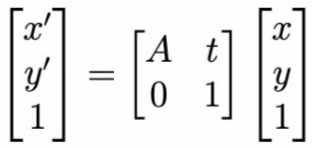 [x′ y′ 1] = [A t; 0 1] [x y 1]